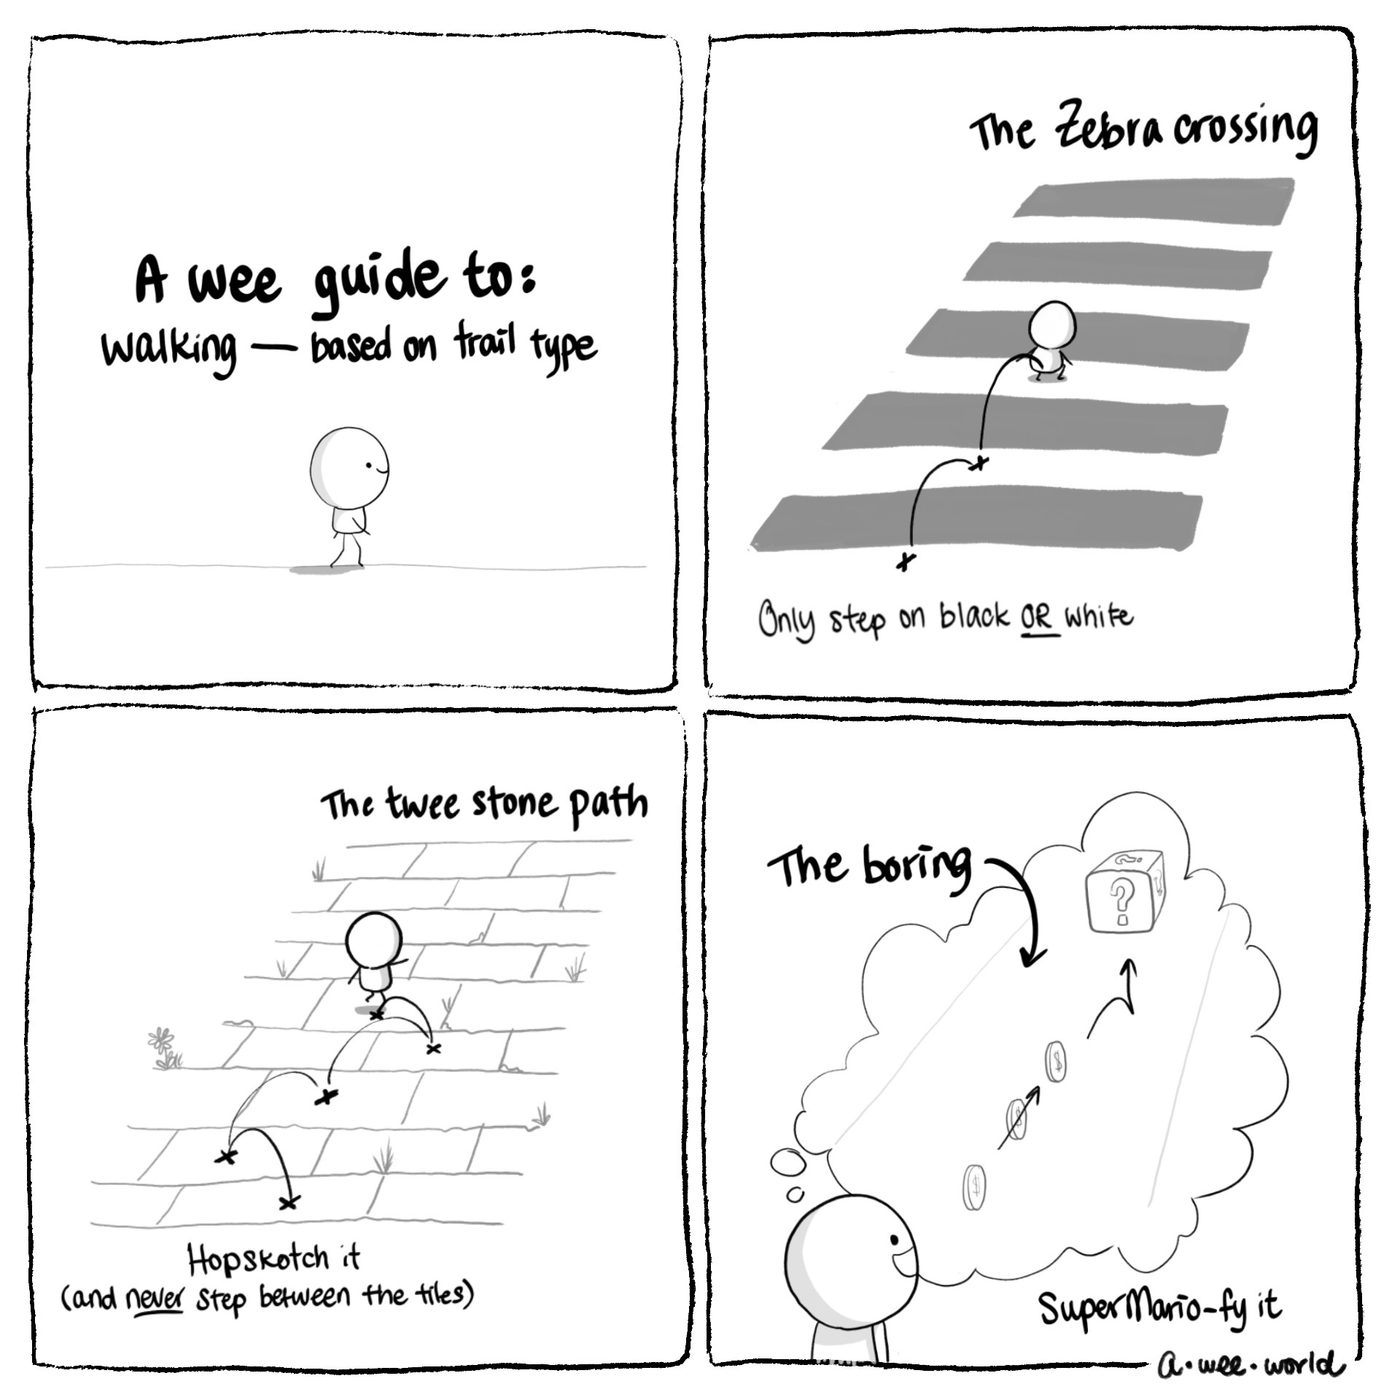 A wee guide to:
Walking — based on trail type
The Zebra crossing
Only step on black OR white
The twee stone path
Hopskotch it
(and never step between the tiles)
The boring
? ? ?
$
$
$
SuperMario-fy it
a.wee.world